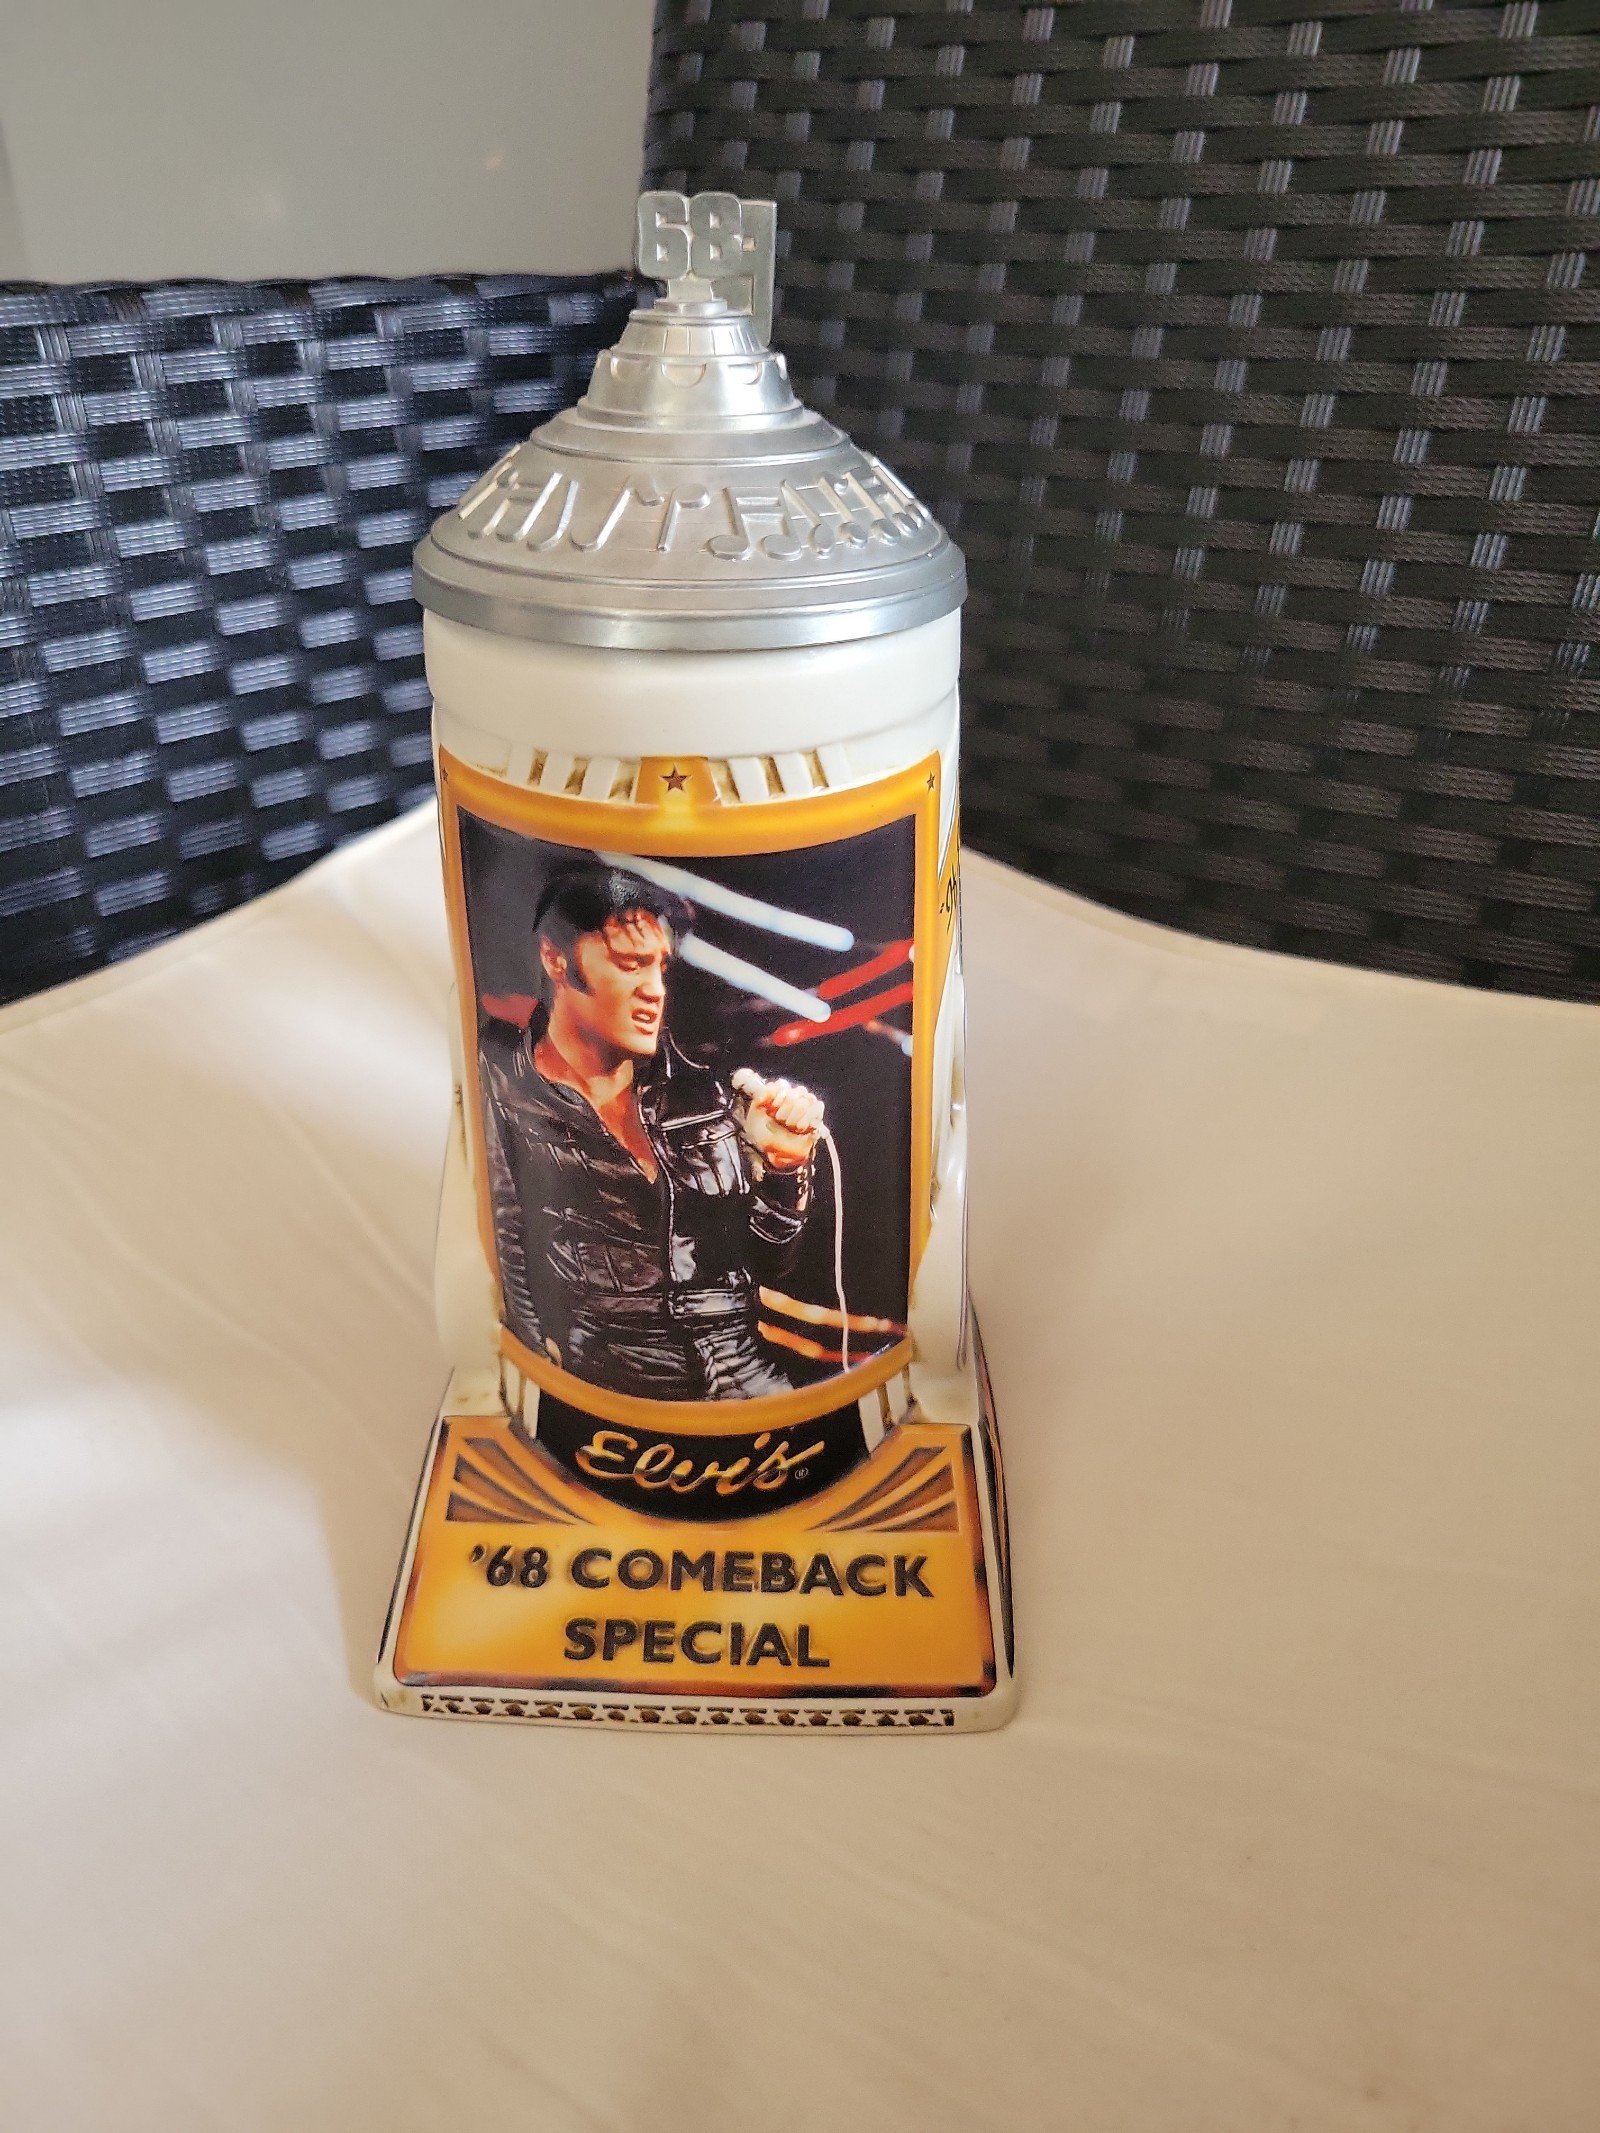 68
Elvis®
'68 COMEBACK
SPECIAL